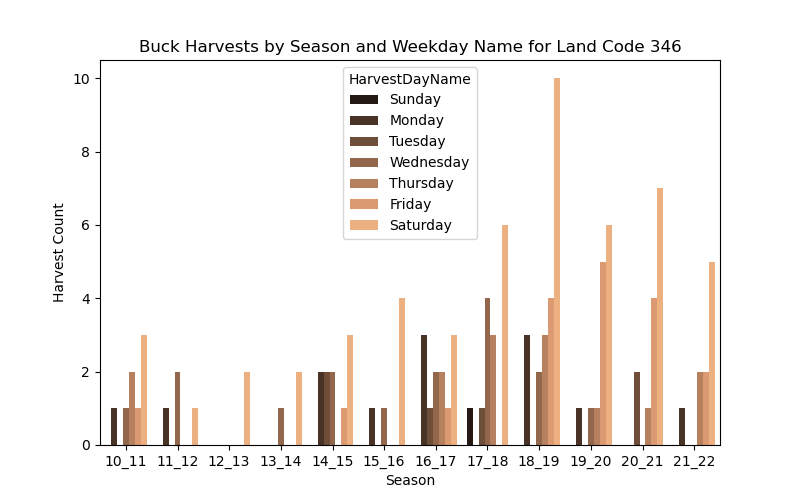 Buck Harvests by Season and Weekday Name for Land Code 346
HarvestDayName
Sunday
Monday
Tuesday
Wednesday
Thursday
Friday
Saturday
Harvest Count
10
8
6
4
2
0
10_11 11_12 12_13 13_14 14_15 15_16 16_17 17_18 18_19 19_20 20_21 21_22
Season